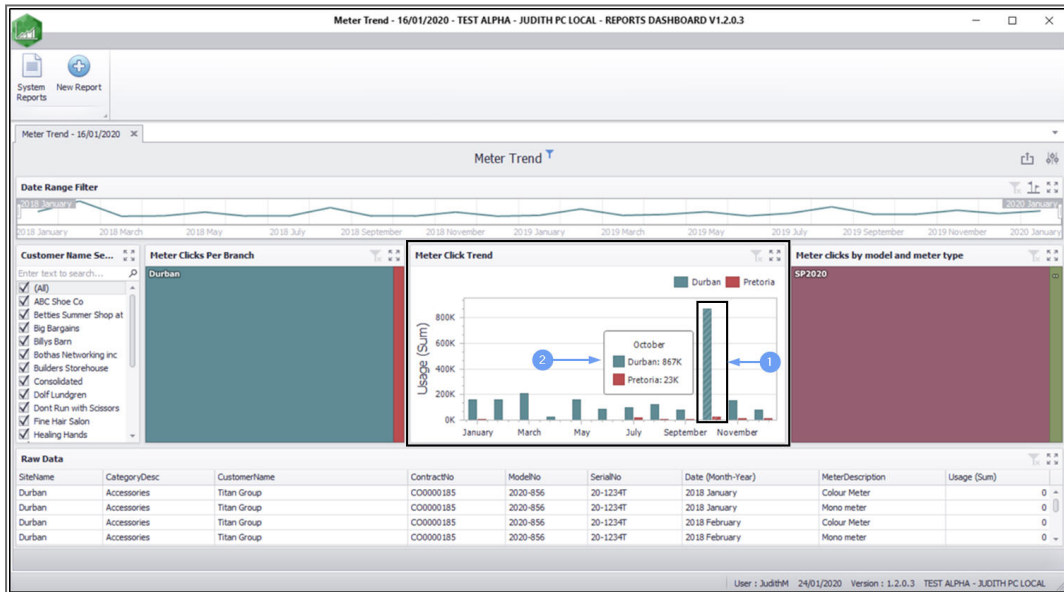 Meter Trend - 16/01/2020 - TEST ALPHA - JUDITH PC LOCAL - REPORTS DASHBOARD V1.2.0.3
System Reports
New Report
Meter Trend - 16/01/2020
Meter Trend
Date Range Filter
2018 January 2020 January
2018 January 2018 March 2018 May 2018 July 2018 September 2018 November 2019 January 2019 March 2019 May 2019 July 2019 September 2019 November 2020 January
Customer Name Se...
Enter text to search...
(All)
ABC Shoe Co
Betties Summer Shop at
Big Bargains
Billys Barn
Bothas Networking inc
Builders Storehouse
Consolidated
Dolf Lundgren
Dont Run with Scissors
Fine Hair Salon
Healing Hands
Meter Clicks Per Branch
Durban
Meter Click Trend
Durban Pretoria
Usage (Sum)
800K
600K
400K
200K
0K
October
Durban: 867K
Pretoria: 23K
2
1
January March May July September November
Meter clicks by model and meter type
SP2020
Raw Data
SiteName CategoryDesc CustomerName ContractNo ModelNo SerialNo Date (Month-Year) MeterDescription Usage (Sum)
Durban Accessories Titan Group CO0000185 2020-856 20-1234T 2018 January Colour Meter 0
Durban Accessories Titan Group CO0000185 2020-856 20-1234T 2018 January Mono meter 0
Durban Accessories Titan Group CO0000185 2020-856 20-1234T 2018 February Colour Meter 0
Durban Accessories Titan Group CO0000185 2020-856 20-1234T 2018 February Mono meter 0
User : JudithM 24/01/2020 Version : 1.2.0.3 TEST ALPHA - JUDITH PC LOCAL